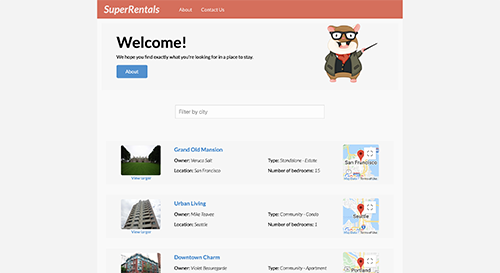 SuperRentals About Contact Us
Welcome!
We hope you find exactly what you're looking for in a place to stay.
About
Filter by city
Grand Old Mansion
Owner: Veruca Salt Type: Standalone - Estate
Location: San Francisco Number of bedrooms: 15
View larger
San Francisco
Urban Living
Owner: Mike Teavee Type: Community - Condo
Location: Seattle Number of bedrooms: 1
View larger
Seattle
Downtown Charm
Owner: Violet Beauregarde Type: Community - Apartment
Portland